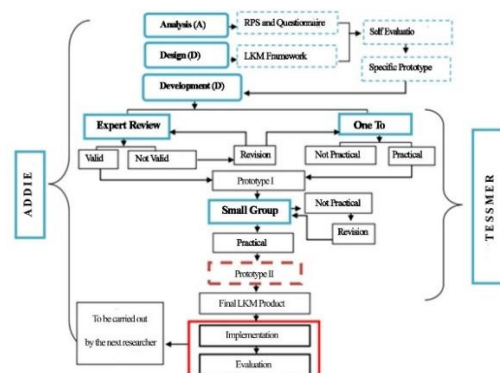 Analysis (A)
RPS and Questionnaire
Self Evaluatio
Design (D)
LKM Framework
Specific Prototype
Development (D)
Expert Review
One To
Revision
Valid
Not Valid
Not Practical
Practical
Prototype I
Small Group
Not Practical
Revision
Practical
Prototype II
Final LKM Product
To be carried out
by the next researcher
Implementation
Evaluation
ADDIE
TESSMER